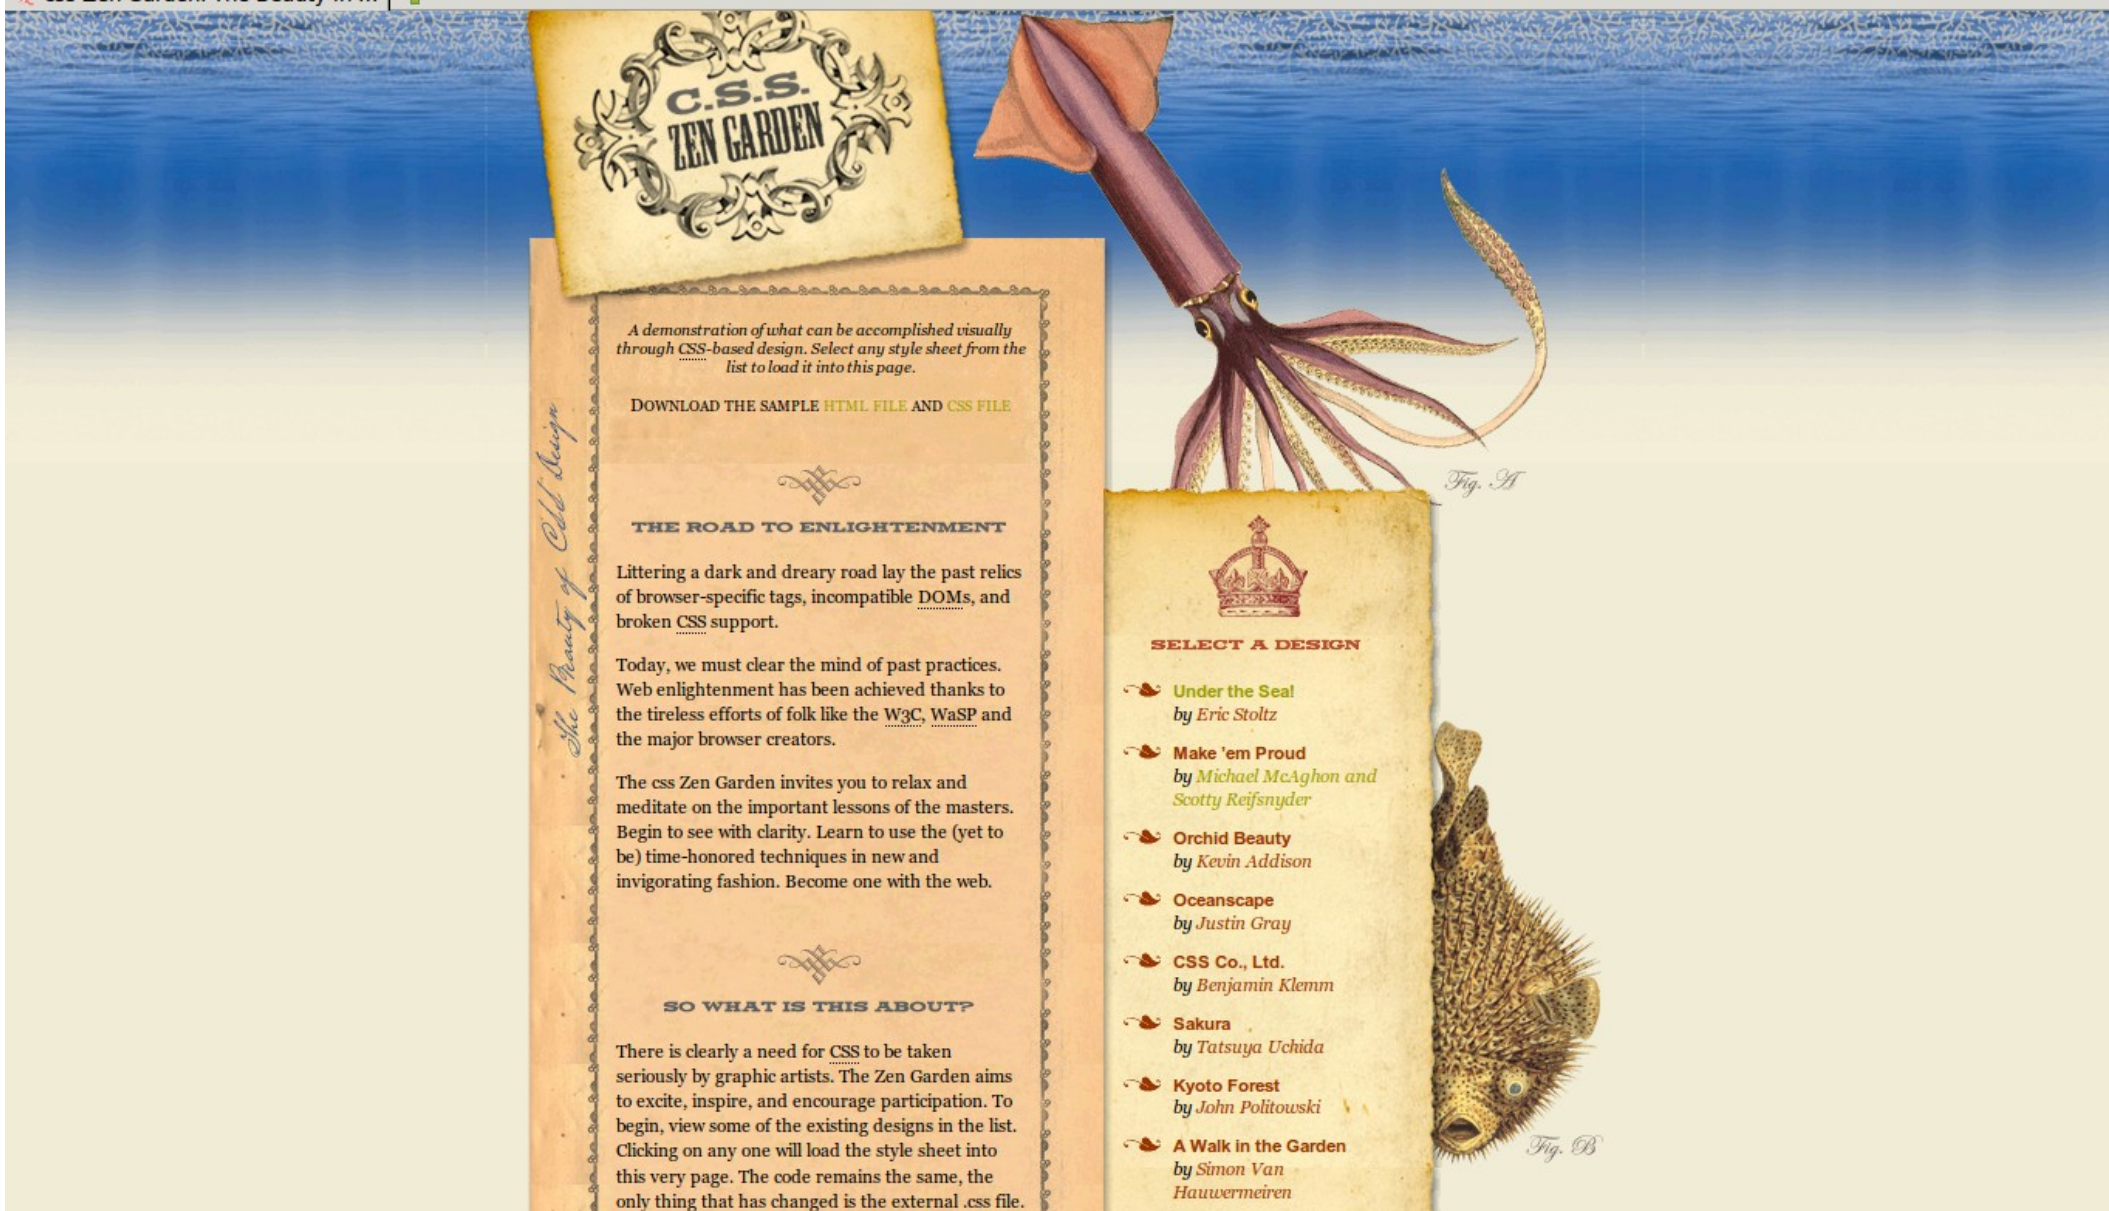 C.S.S.
ZEN GARDEN
A demonstration of what can be accomplished visually
through CSS-based design. Select any style sheet from the
list to load it into this page.
DOWNLOAD THE SAMPLE HTML FILE AND CSS FILE
The Beauty of CSS Design
THE ROAD TO ENLIGHTENMENT
Littering a dark and dreary road lay the past relics
of browser-specific tags, incompatible DOMs, and
broken CSS support.
Today, we must clear the mind of past practices.
Web enlightenment has been achieved thanks to
the tireless efforts of folk like the W3C, WaSP and
the major browser creators.
The css Zen Garden invites you to relax and
meditate on the important lessons of the masters.
Begin to see with clarity. Learn to use the (yet to
be) time-honored techniques in new and
invigorating fashion. Become one with the web.
SO WHAT IS THIS ABOUT?
There is clearly a need for CSS to be taken
seriously by graphic artists. The Zen Garden aims
to excite, inspire, and encourage participation. To
begin, view some of the existing designs in the list.
Clicking on any one will load the style sheet into
this very page. The code remains the same, the
only thing that has changed is the external .css file.
Fig. A
SELECT A DESIGN
Under the Sea!
by Eric Stoltz
Make 'em Proud
by Michael McAghon and
Scotty Reifsnyder
Orchid Beauty
by Kevin Addison
Oceanscape
by Justin Gray
CSS Co., Ltd.
by Benjamin Klemm
Sakura
by Tatsuya Uchida
Kyoto Forest
by John Politowski
A Walk in the Garden
by Simon Van
Hauwermeiren
Fig. B